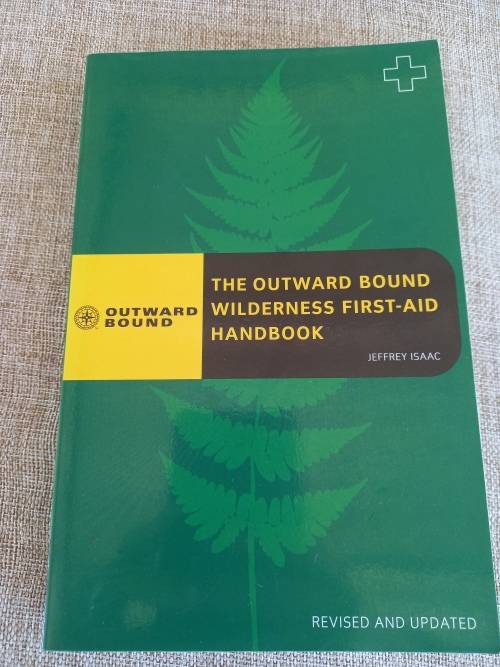 THE OUTWARD BOUND
WILDERNESS FIRST-AID
HANDBOOK
JEFFREY ISAAC
OUTWARD
BOUND
REVISED AND UPDATED